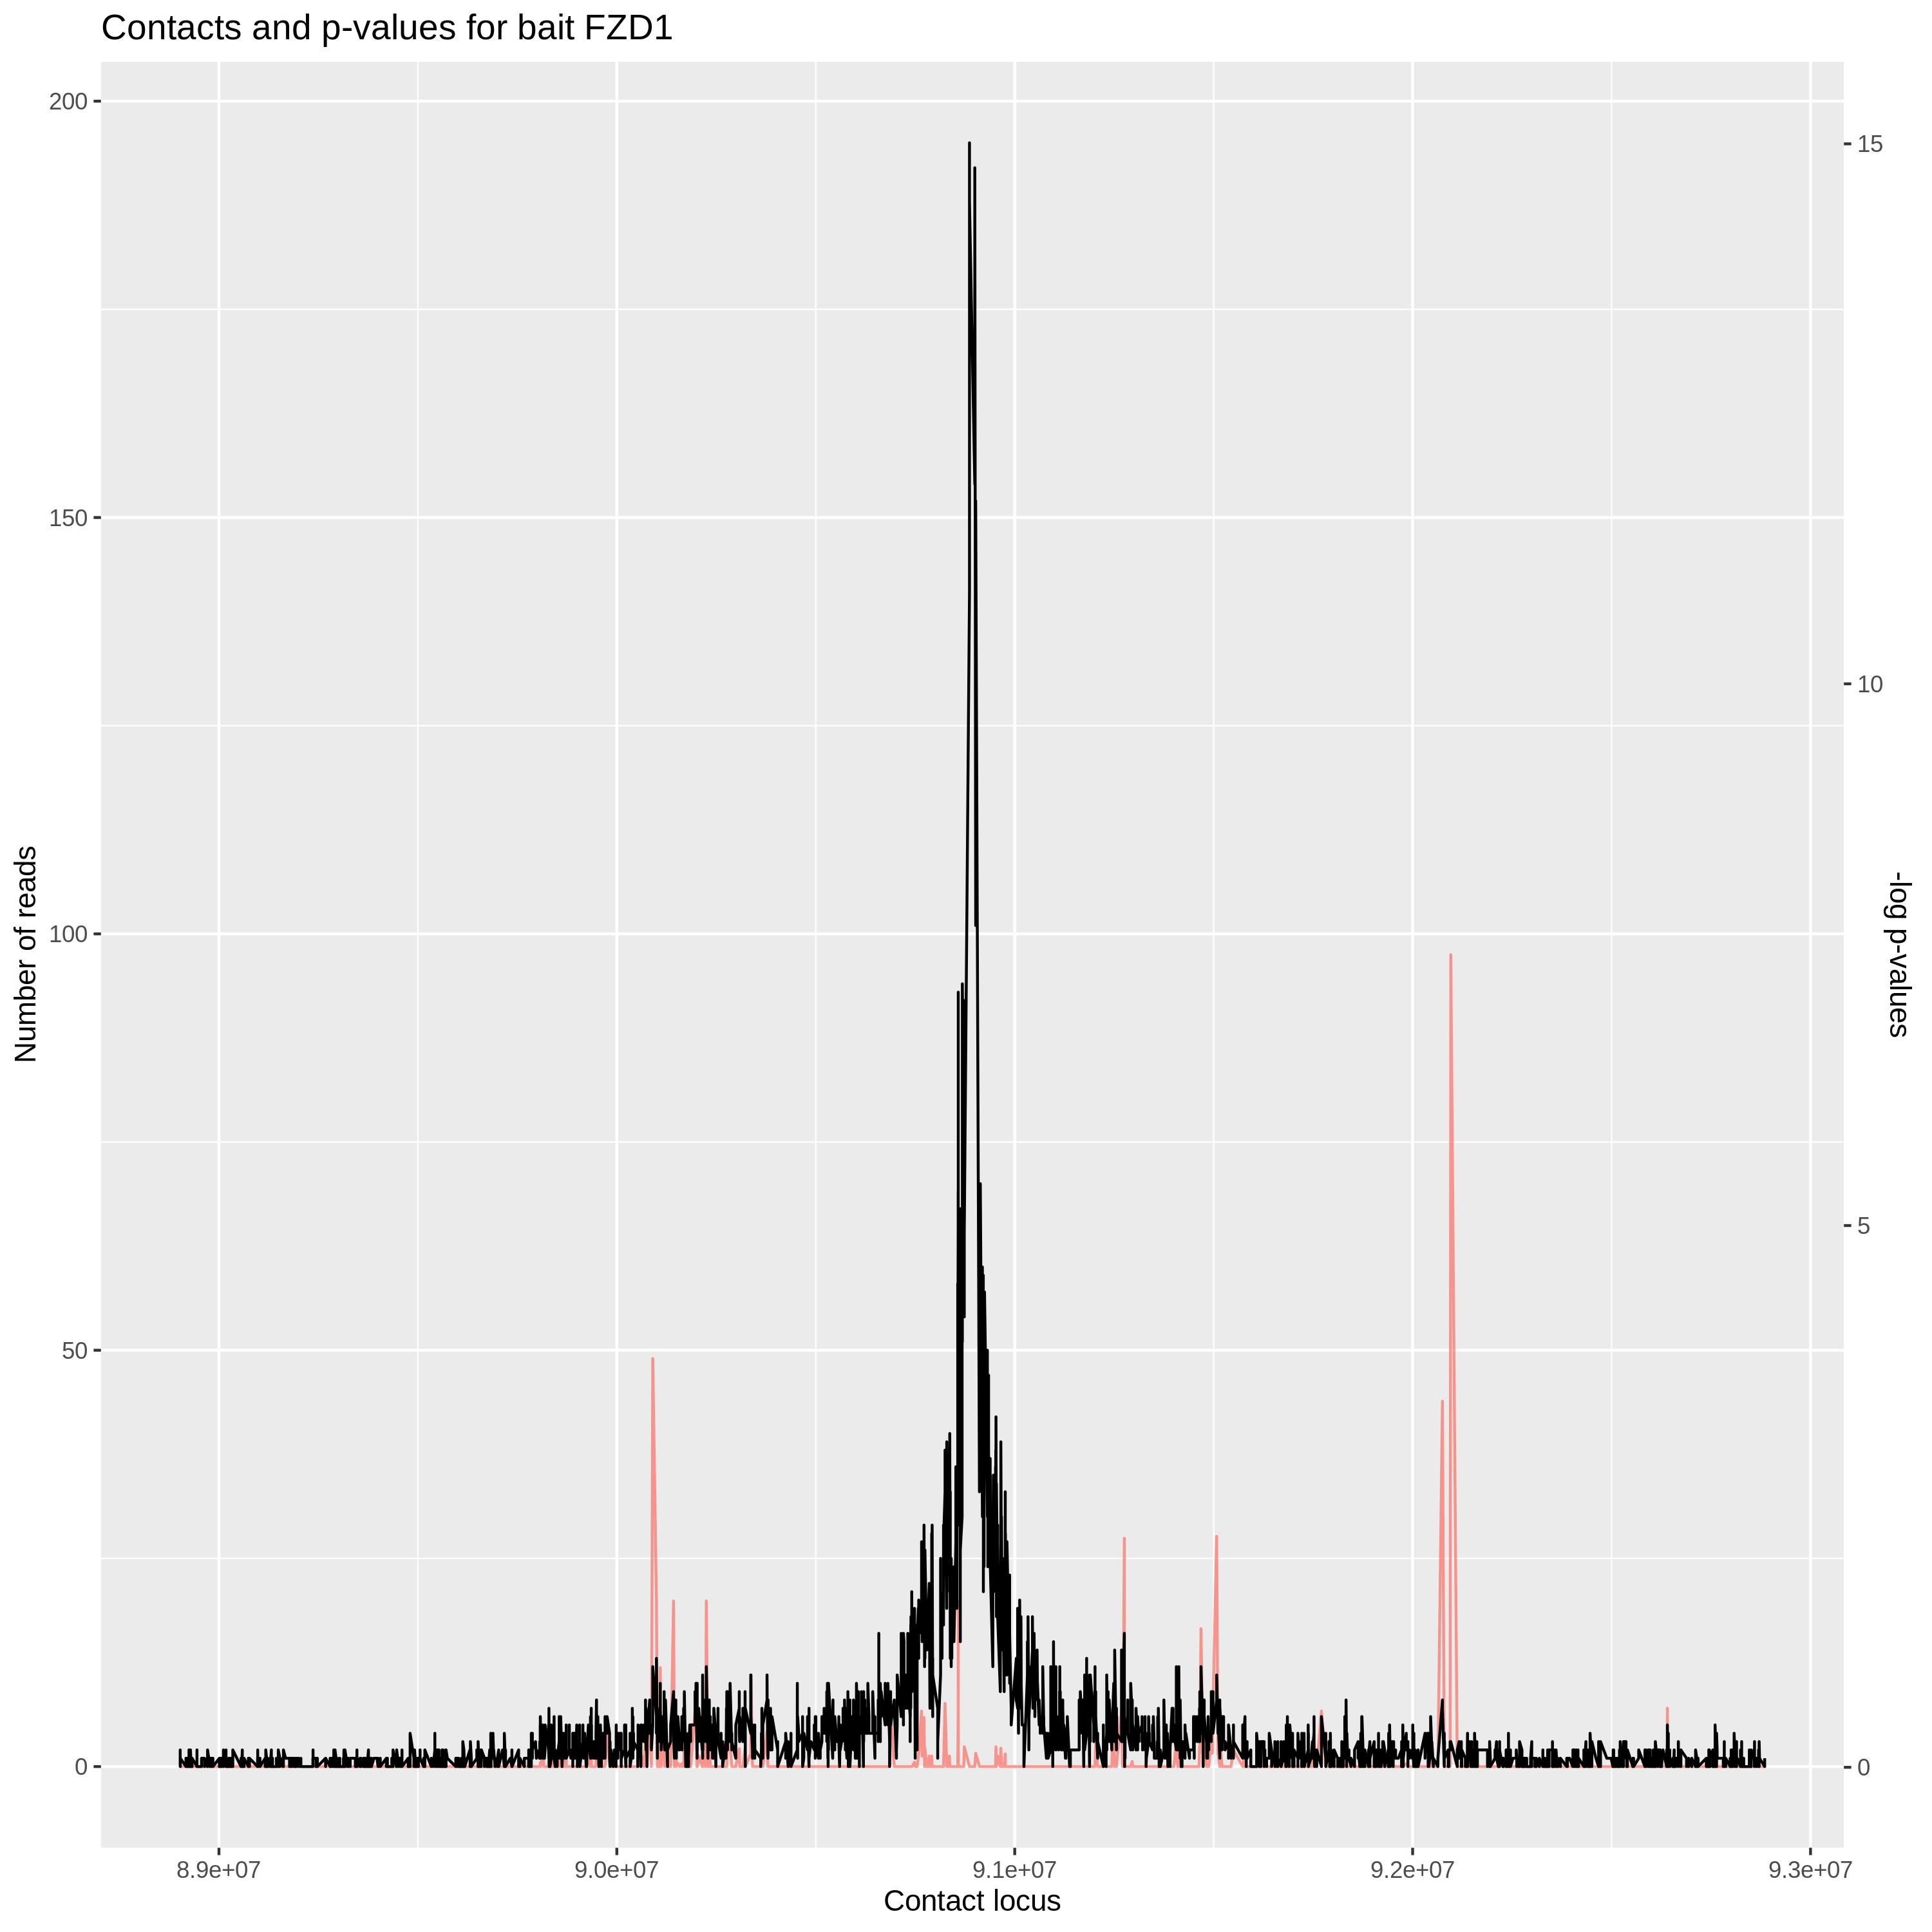 Contacts and p-values for bait FZD1
200
150
100
50
0
Number of reads
15
10
5
0
-log p-values
8.9e+07
9.0e+07
9.1e+07
9.2e+07
9.3e+07
Contact locus